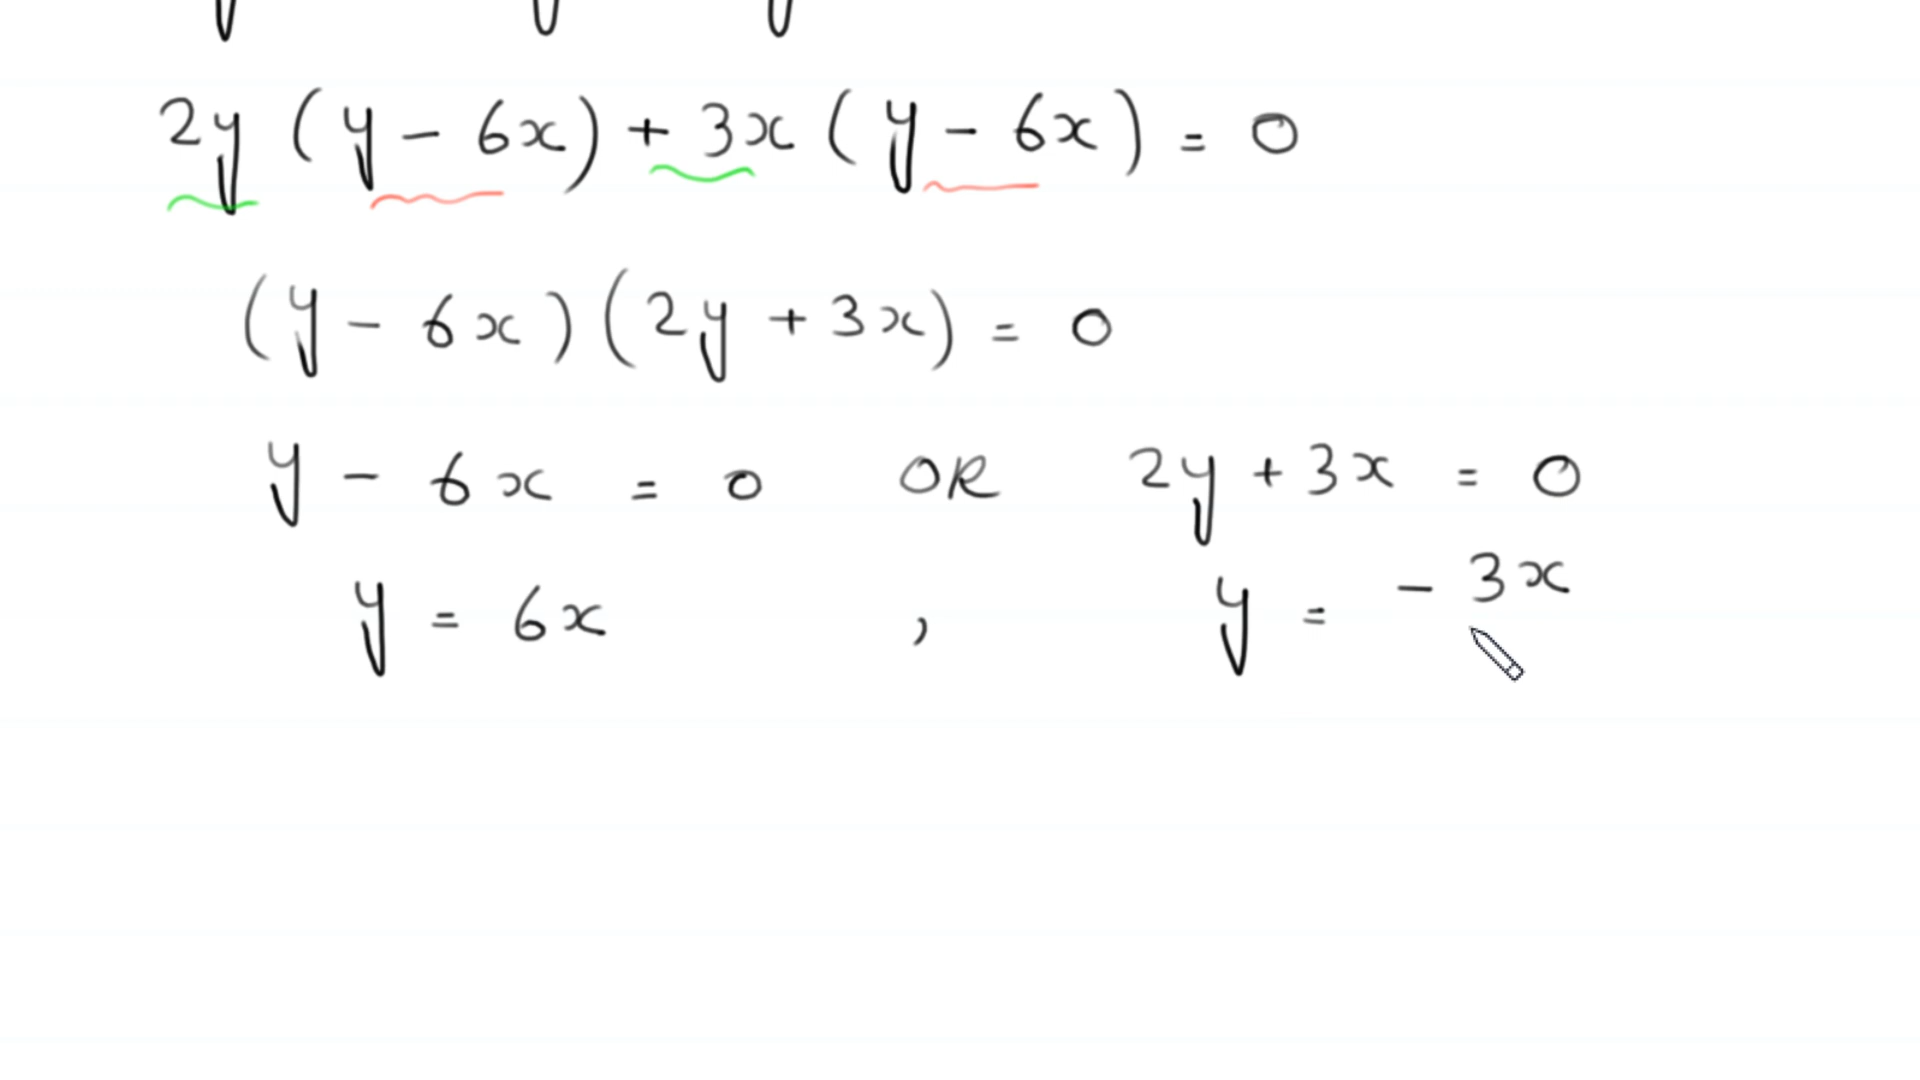 2y (y - 6x) + 3x (y - 6x) = 0
(y - 6x) (2y + 3x) = 0
y - 6x = 0 OR 2y + 3x = 0
y = 6x , y = - 3x